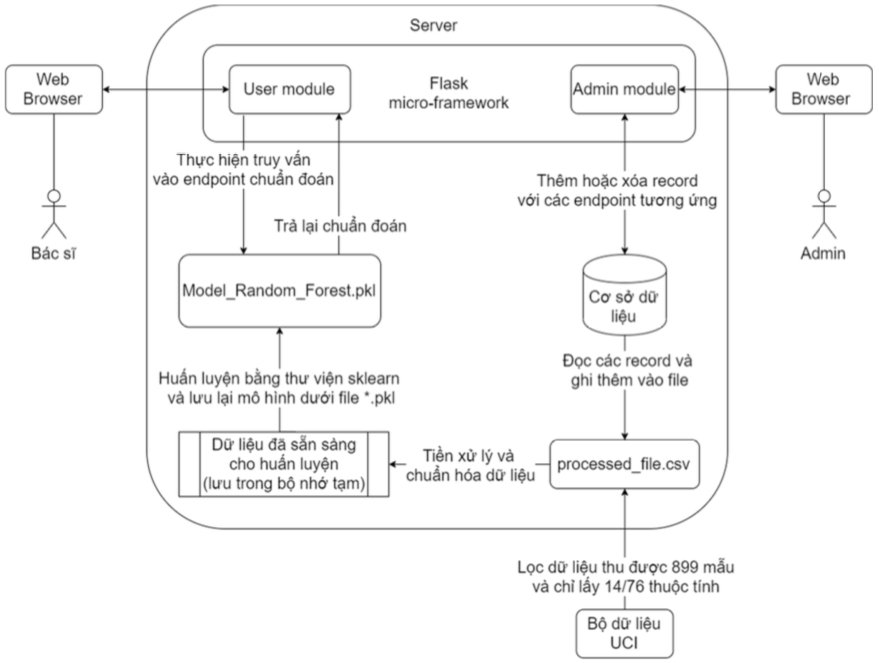 Server
Web
Browser
User module
Flask
micro-framework
Admin module
Web
Browser
Thực hiện truy vấn
vào endpoint chuẩn đoán
Thêm hoặc xóa record
với các endpoint tương ứng
Trả lại chuẩn đoán
Bác sĩ
Admin
Model_Random_Forest.pkl
Cơ sở dữ
liệu
Đọc các record và
ghi thêm vào file
Huấn luyện bằng thư viện sklearn
và lưu lại mô hình dưới file *.pkl
Dữ liệu đã sẵn sàng
cho huấn luyện
(lưu trong bộ nhớ tạm)
Tiền xử lý và
chuẩn hóa dữ liệu
processed_file.csv
Lọc dữ liệu thu được 899 mẫu
và chỉ lấy 14/76 thuộc tính
Bộ dữ liệu
UCI